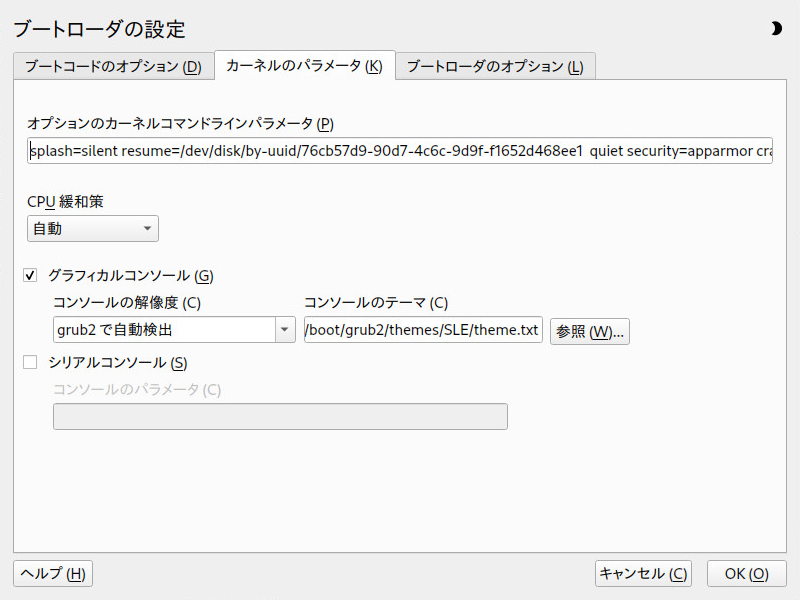 ブートローダの設定
ブートコードのオプション (D) カーネルのパラメータ (K) ブートローダのオプション (L)
オプションのカーネルコマンドラインパラメータ (P)
splash=silent resume=/dev/disk/by-uuid/76cb57d9-90d7-4c6c-9d9f-f1652d468ee1 quiet security=apparmor cra
CPU 緩和策
自動
グラフィカルコンソール (G)
コンソールの解像度 (C) コンソールのテーマ (C)
grub2 で自動検出 /boot/grub2/themes/SLE/theme.txt 参照 (W)...
シリアルコンソール (S)
コンソールのパラメータ (C)
ヘルプ (H) キャンセル (C) OK (O)